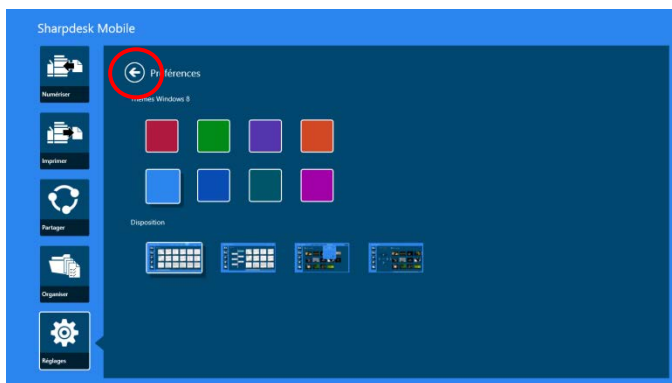 Sharpdesk Mobile
Numériser
Imprimer
Partager
Organiser
Réglages
Préférences
Thèmes Windows 8
Disposition